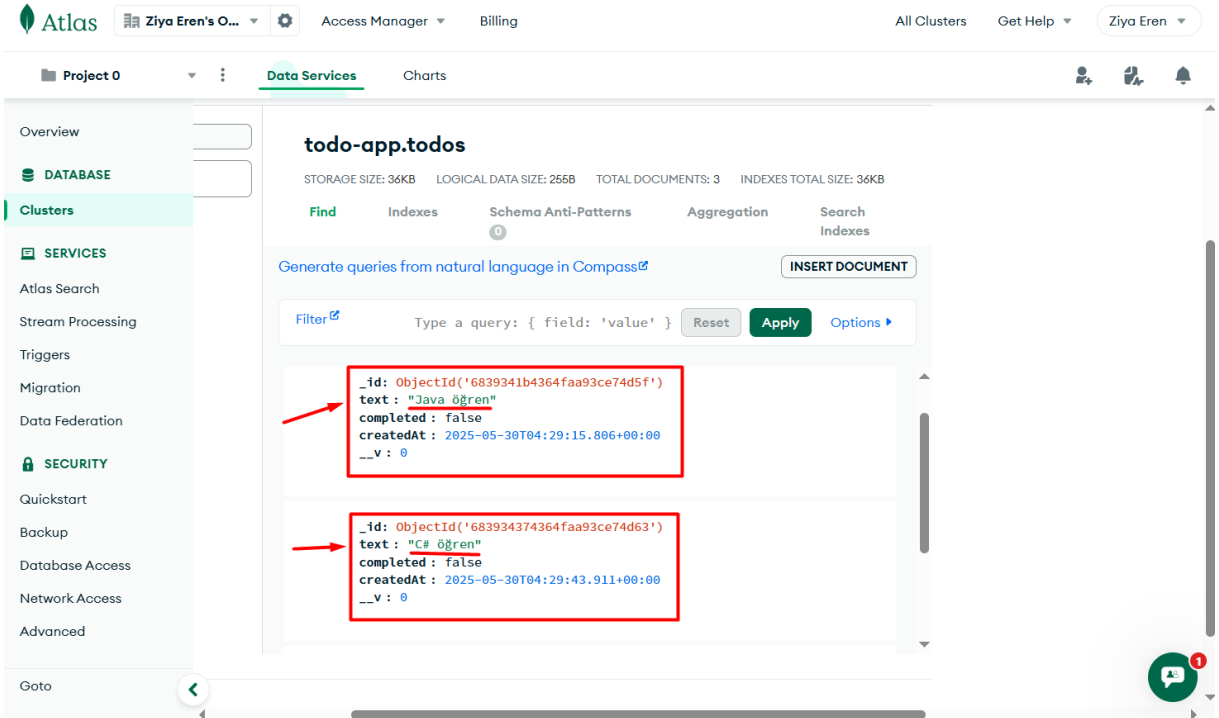 Atlas
Ziya Eren's O...
Access Manager
Billing
All Clusters
Get Help
Ziya Eren
Project 0
Data Services
Charts
Overview
DATABASE
Clusters
SERVICES
Atlas Search
Stream Processing
Triggers
Migration
Data Federation
SECURITY
Quickstart
Backup
Database Access
Network Access
Advanced
Goto
todo-app.todos
STORAGE SIZE: 36KB LOGICAL DATA SIZE: 255B TOTAL DOCUMENTS: 3 INDEXES TOTAL SIZE: 36KB
Find
Indexes
Schema Anti-Patterns
0
Aggregation
Search
Indexes
Generate queries from natural language in Compass
INSERT DOCUMENT
Filter
Type a query: { field: 'value' }
Reset
Apply
Options
_id: ObjectId('6839341b4364faa93ce74d5f')
text : "Java öğren"
completed : false
createdAt : 2025-05-30T04:29:15.806+00:00
__v : 0
_id: ObjectId('683934374364faa93ce74d63')
text : "C# öğren"
completed : false
createdAt : 2025-05-30T04:29:43.911+00:00
__v : 0
1